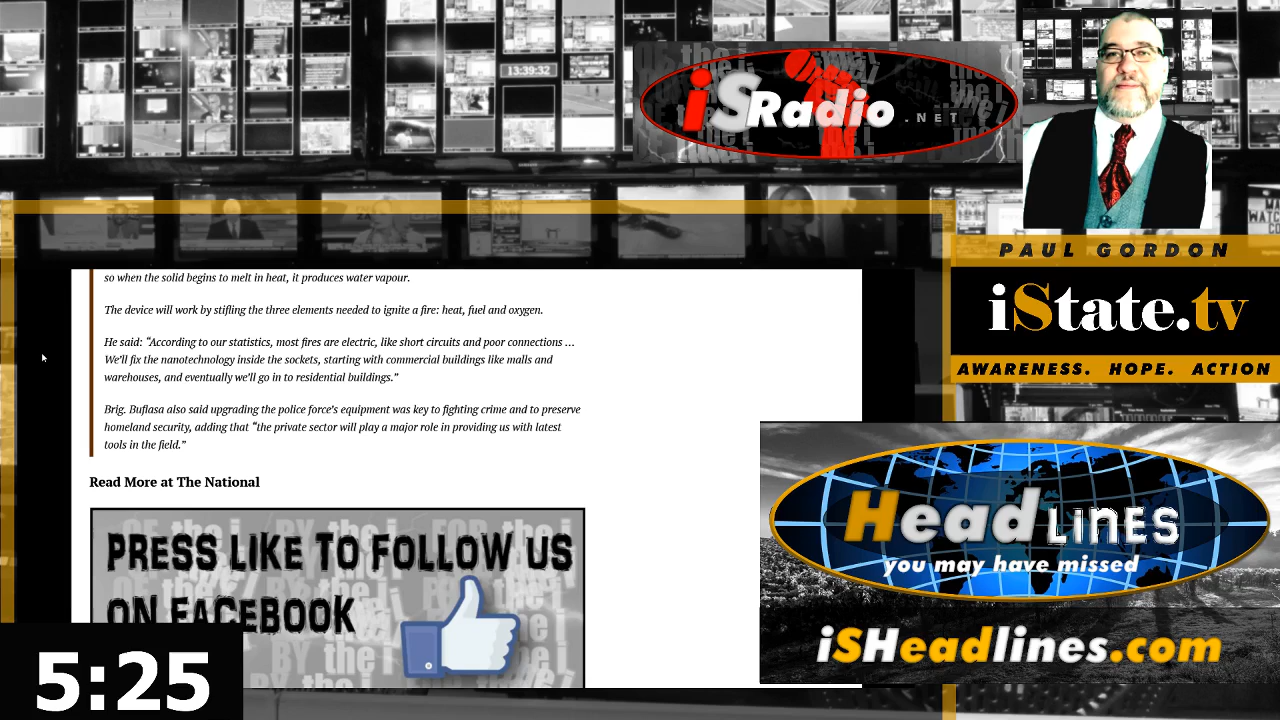 13:39:32
iSRadio.NET
PAUL GORDON
iState.tv
AWARENESS. HOPE. ACTION
so when the solid begins to melt in heat, it produces water vapour.
The device will work by stifling the three elements needed to ignite a fire: heat, fuel and oxygen.
He said: “According to our statistics, most fires are electric, like short circuits and poor connections …
We’ll fix the nanotechnology inside the sockets, starting with commercial buildings like malls and
warehouses, and eventually we’ll go in to residential buildings.”
Brig. Buflasa also said upgrading the police force’s equipment was key to fighting crime and to preserve
homeland security, adding that “the private sector will play a major role in providing us with latest
tools in the field.”
Read More at The National
PRESS LIKE TO FOLLOW US
ON FACEBOOK
Headlines
you may have missed
iSHeadlines.com
5:25